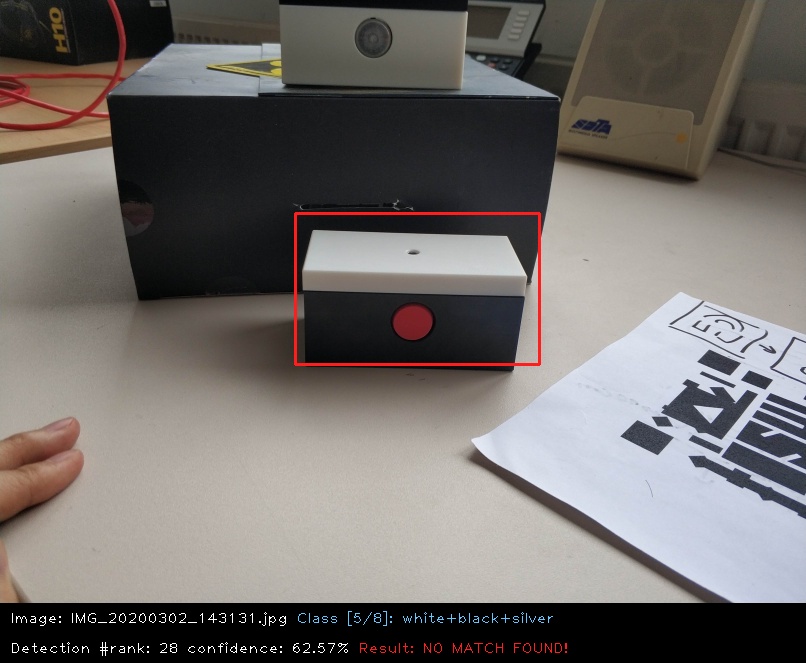 H10
Image: IMG_20200302_143131.jpg Class [5/8]: white+black+silver
Detection #rank: 28 confidence: 62.57% Result: NO MATCH FOUND!